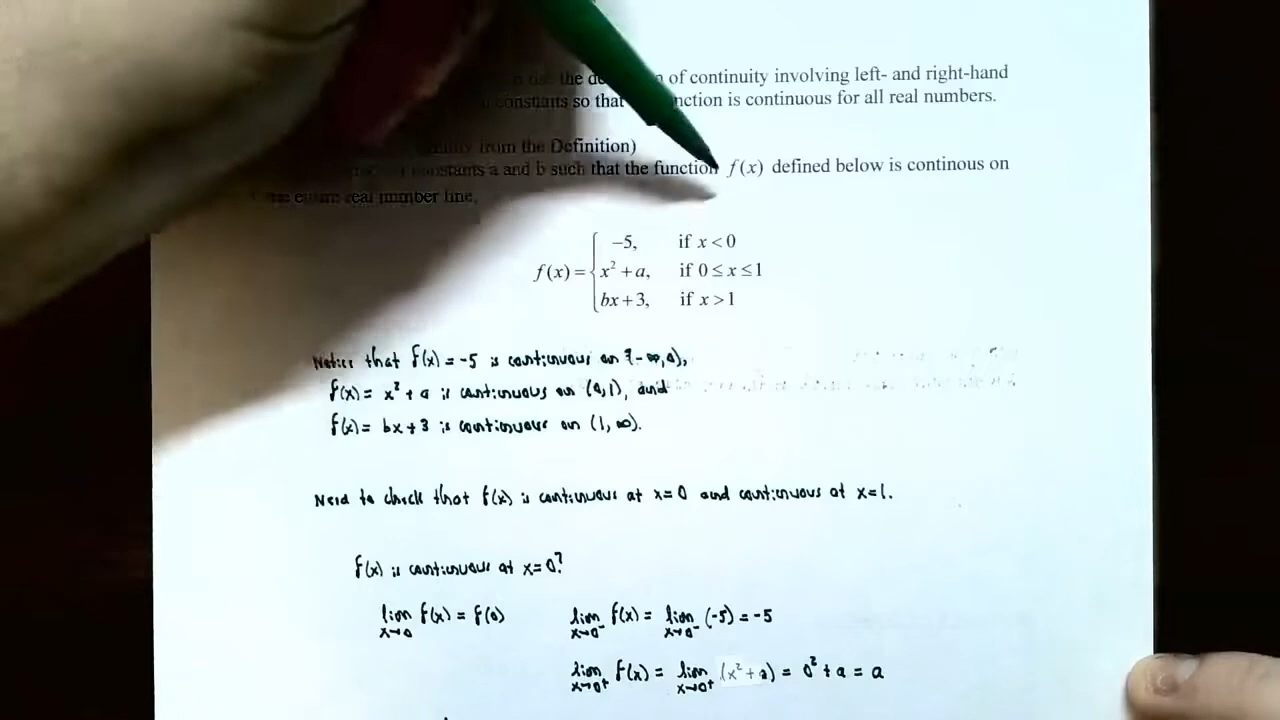 the of continuity involving left- and right-hand
constants so that function is continuous for all real numbers.
from the Definition)
constants a and b such that the function f(x) defined below is continous on
real number line.
f(x) = { −5, if x < 0
x² + a, if 0 ≤ x ≤ 1
bx + 3, if x > 1
Notice that f(x) = -5 is continuous on (-∞,0),
f(x) = x² + a is continuous on (0,1), and
f(x) = bx + 3 is continuous on (1, ∞).
Need to check that f(x) is continuous at x=0 and continuous at x=1.
f(x) is continuous at x=0?
lim x→0 f(x) = f(0) lim x→0⁻ f(x) = lim x→0⁻ (-5) = -5
lim x→0⁺ f(x) = lim x→0⁺ (x² + a) = 0² + a = a